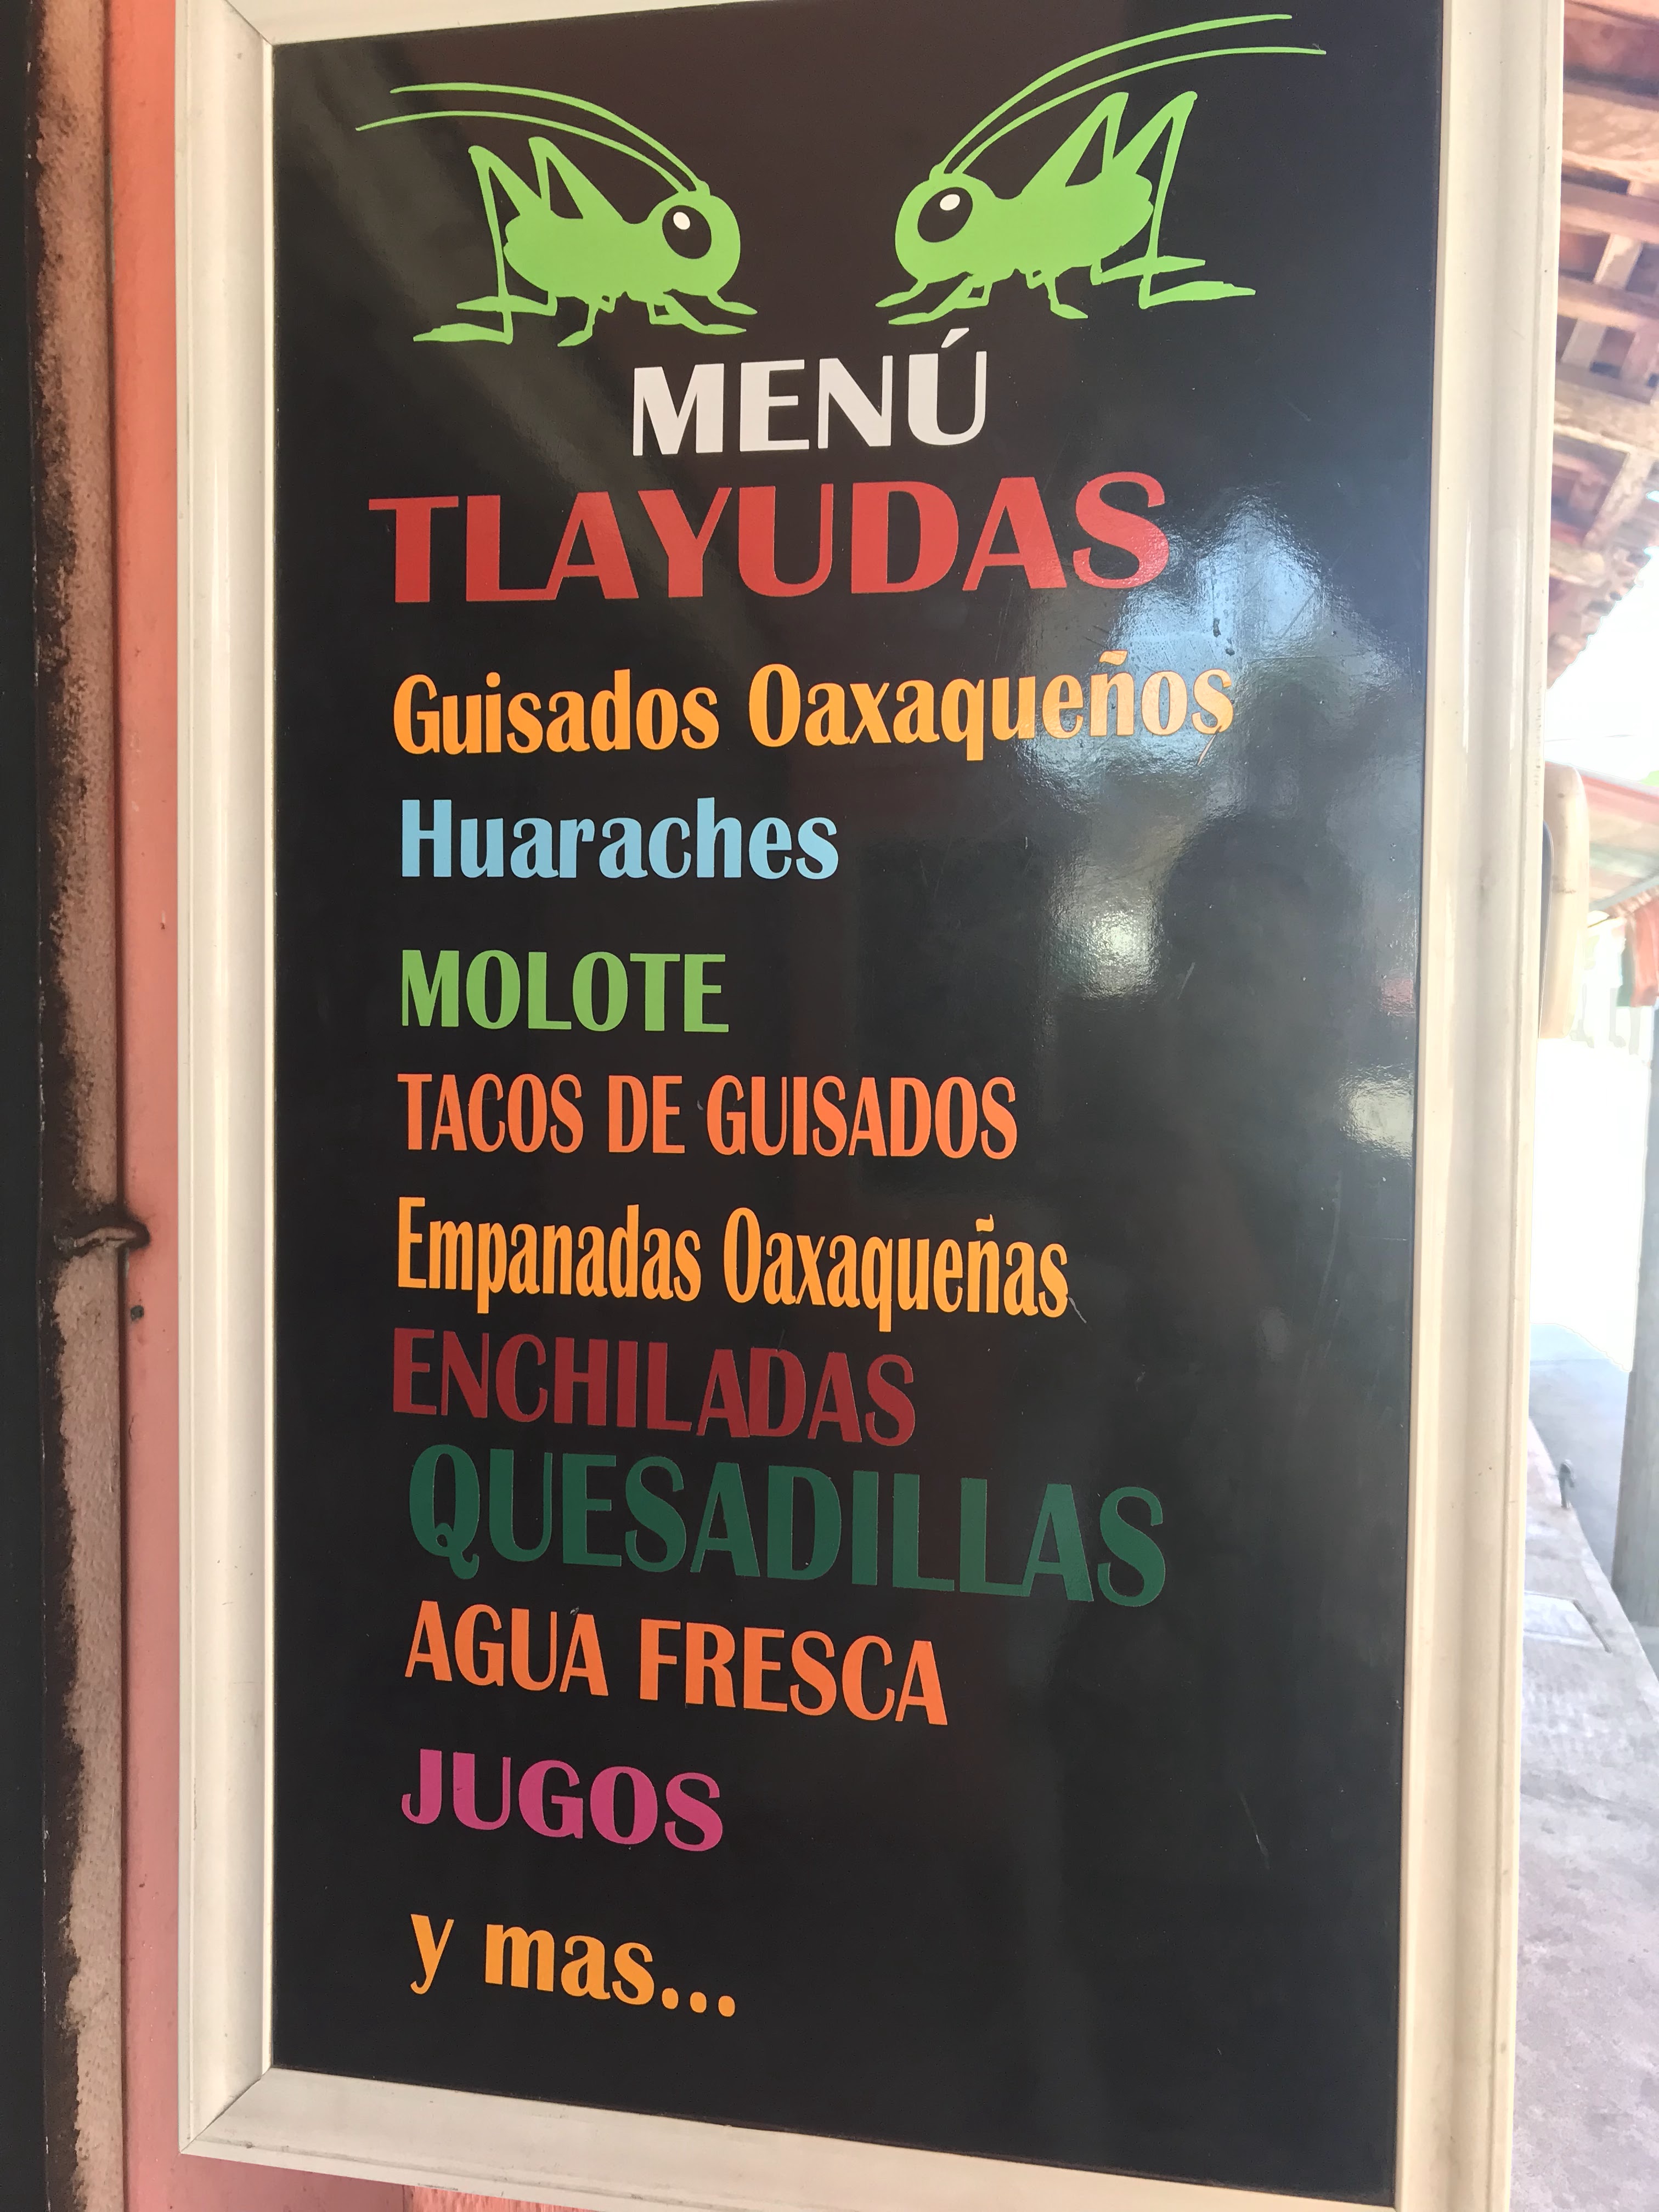 MENÚ
TLAYUDAS
Guisados Oaxaqueños
Huaraches
MOLOTE
TACOS DE GUISADOS
Empanadas Oaxaqueñas
ENCHILADAS
QUESADILLAS
AGUA FRESCA
JUGOS
y mas...